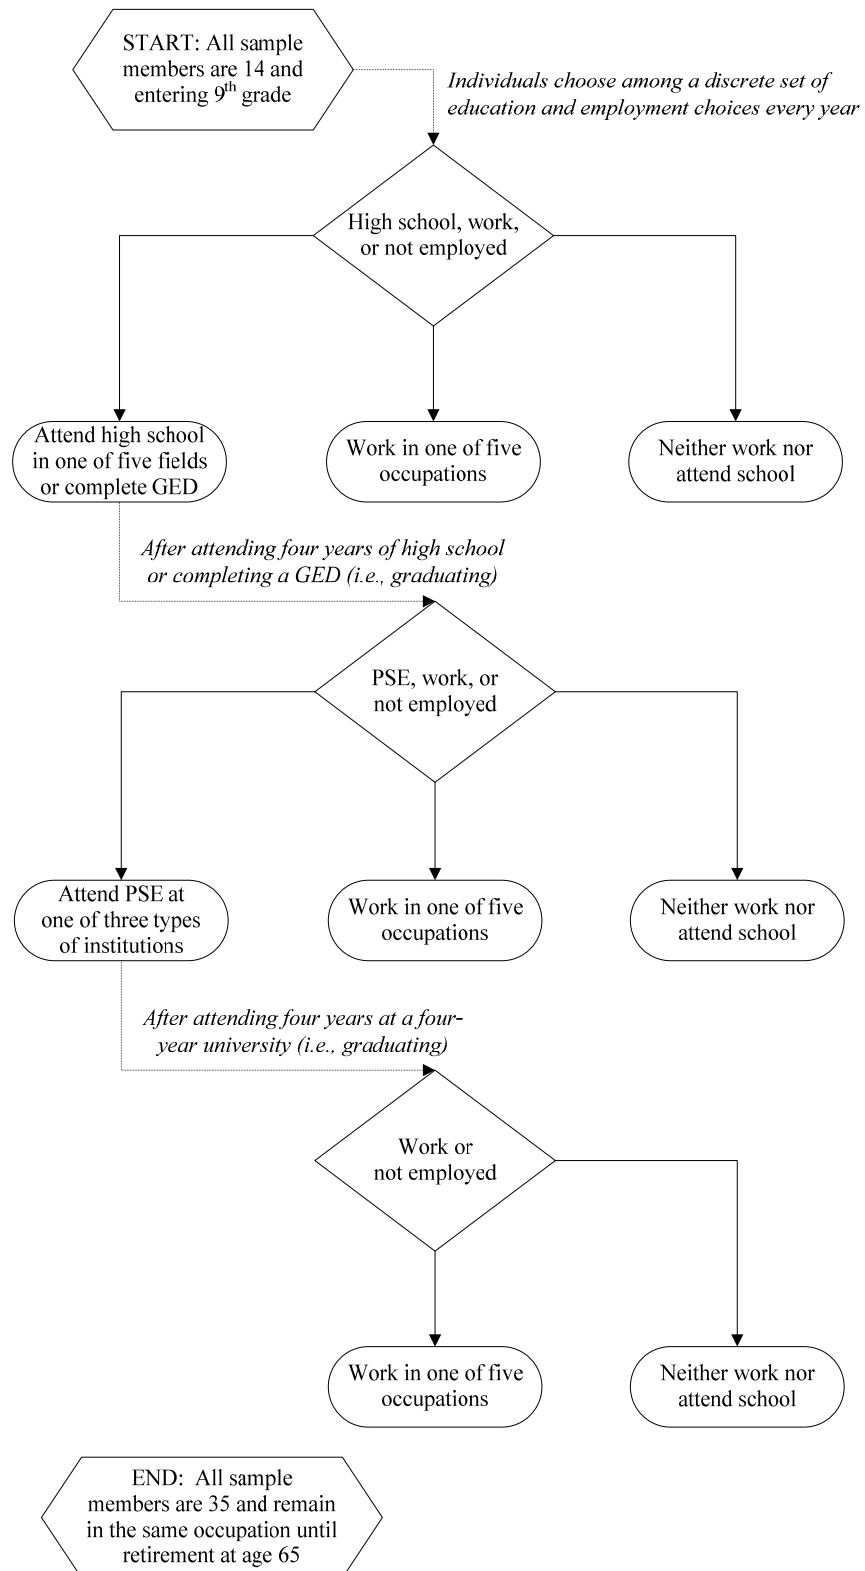 START: All sample
members are 14 and
entering 9th grade
Individuals choose among a discrete set of
education and employment choices every year
High school, work,
or not employed
Attend high school
in one of five fields
or complete GED
Work in one of five
occupations
Neither work nor
attend school
After attending four years of high school
or completing a GED (i.e., graduating)
PSE, work, or
not employed
Attend PSE at
one of three types
of institutions
Work in one of five
occupations
Neither work nor
attend school
After attending four years at a four-
year university (i.e., graduating)
Work or
not employed
Work in one of five
occupations
Neither work nor
attend school
END: All sample
members are 35 and remain
in the same occupation until
retirement at age 65